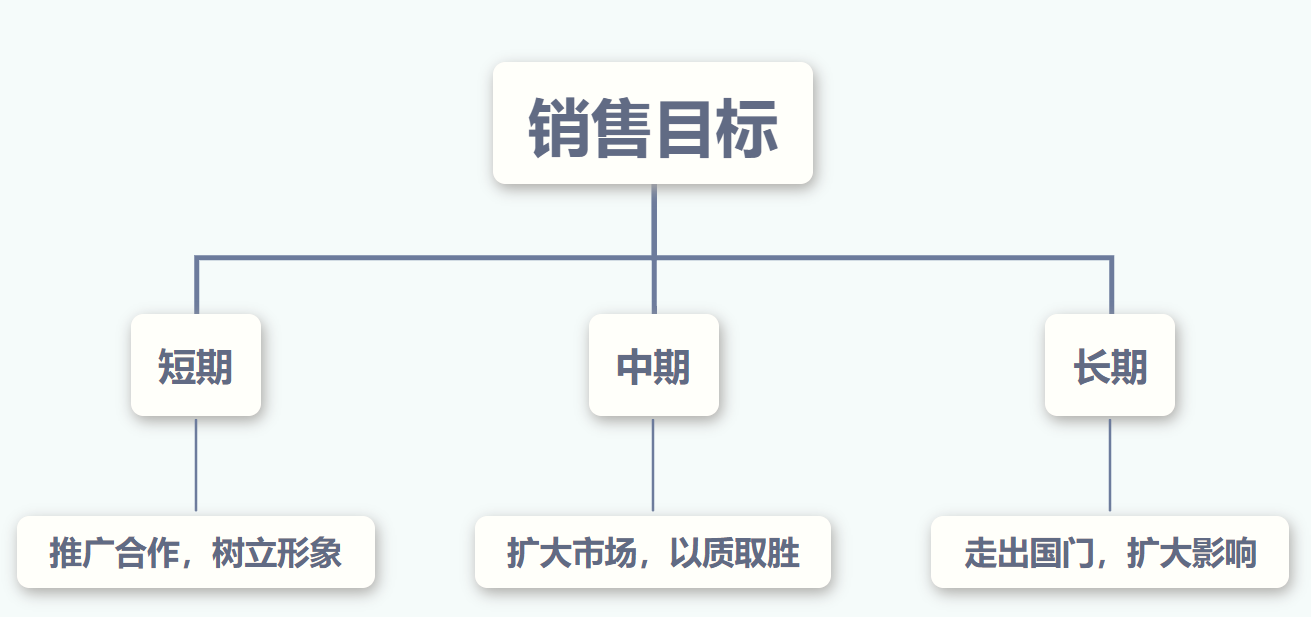 销售目标
短期
中期
长期
推广合作，树立形象
扩大市场，以质取胜
走出国门，扩大影响